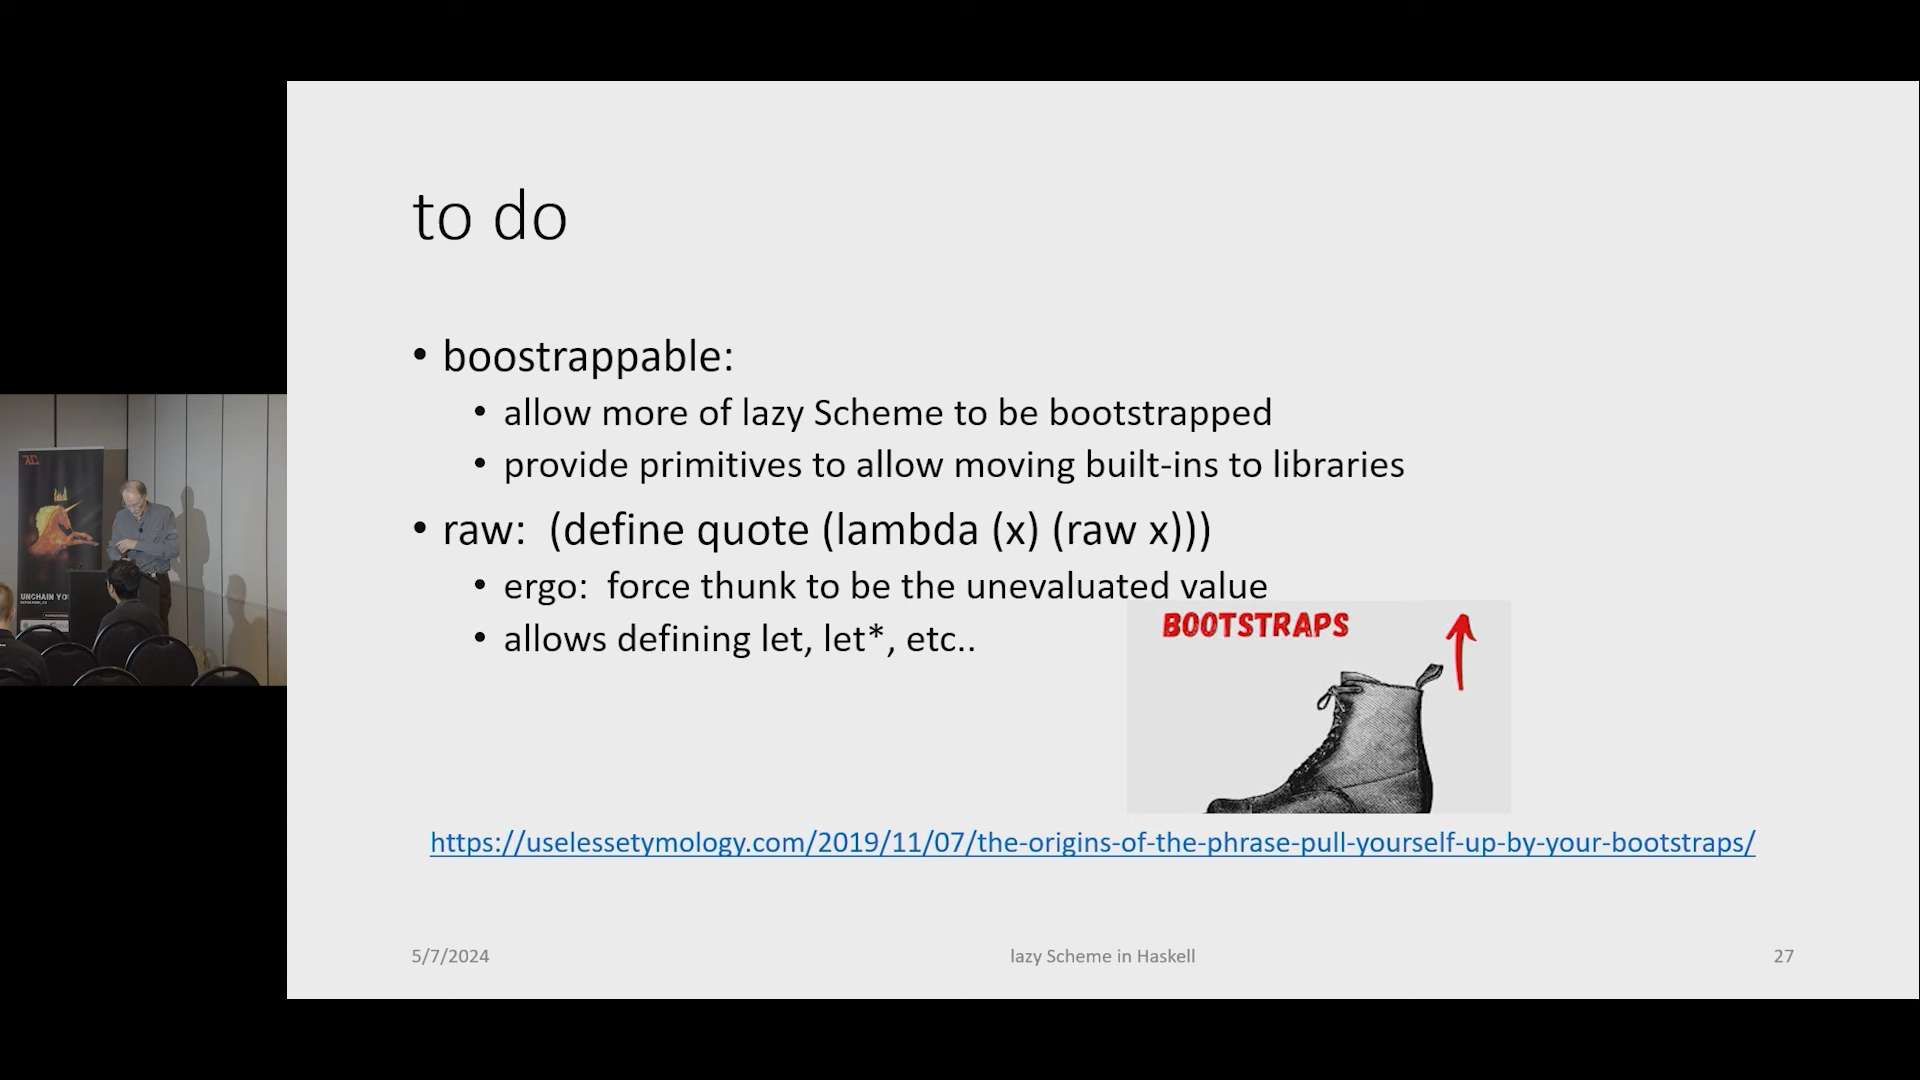 to do
• boostrappable:
• allow more of lazy Scheme to be bootstrapped
• provide primitives to allow moving built-ins to libraries
• raw: (define quote (lambda (x) (raw x)))
• ergo: force thunk to be the unevaluated value
• allows defining let, let*, etc..
BOOTSTRAPS
https://uselessetymology.com/2019/11/07/the-origins-of-the-phrase-pull-yourself-up-by-your-bootstraps/
5/7/2024
lazy Scheme in Haskell
27
UNCHAIN YO